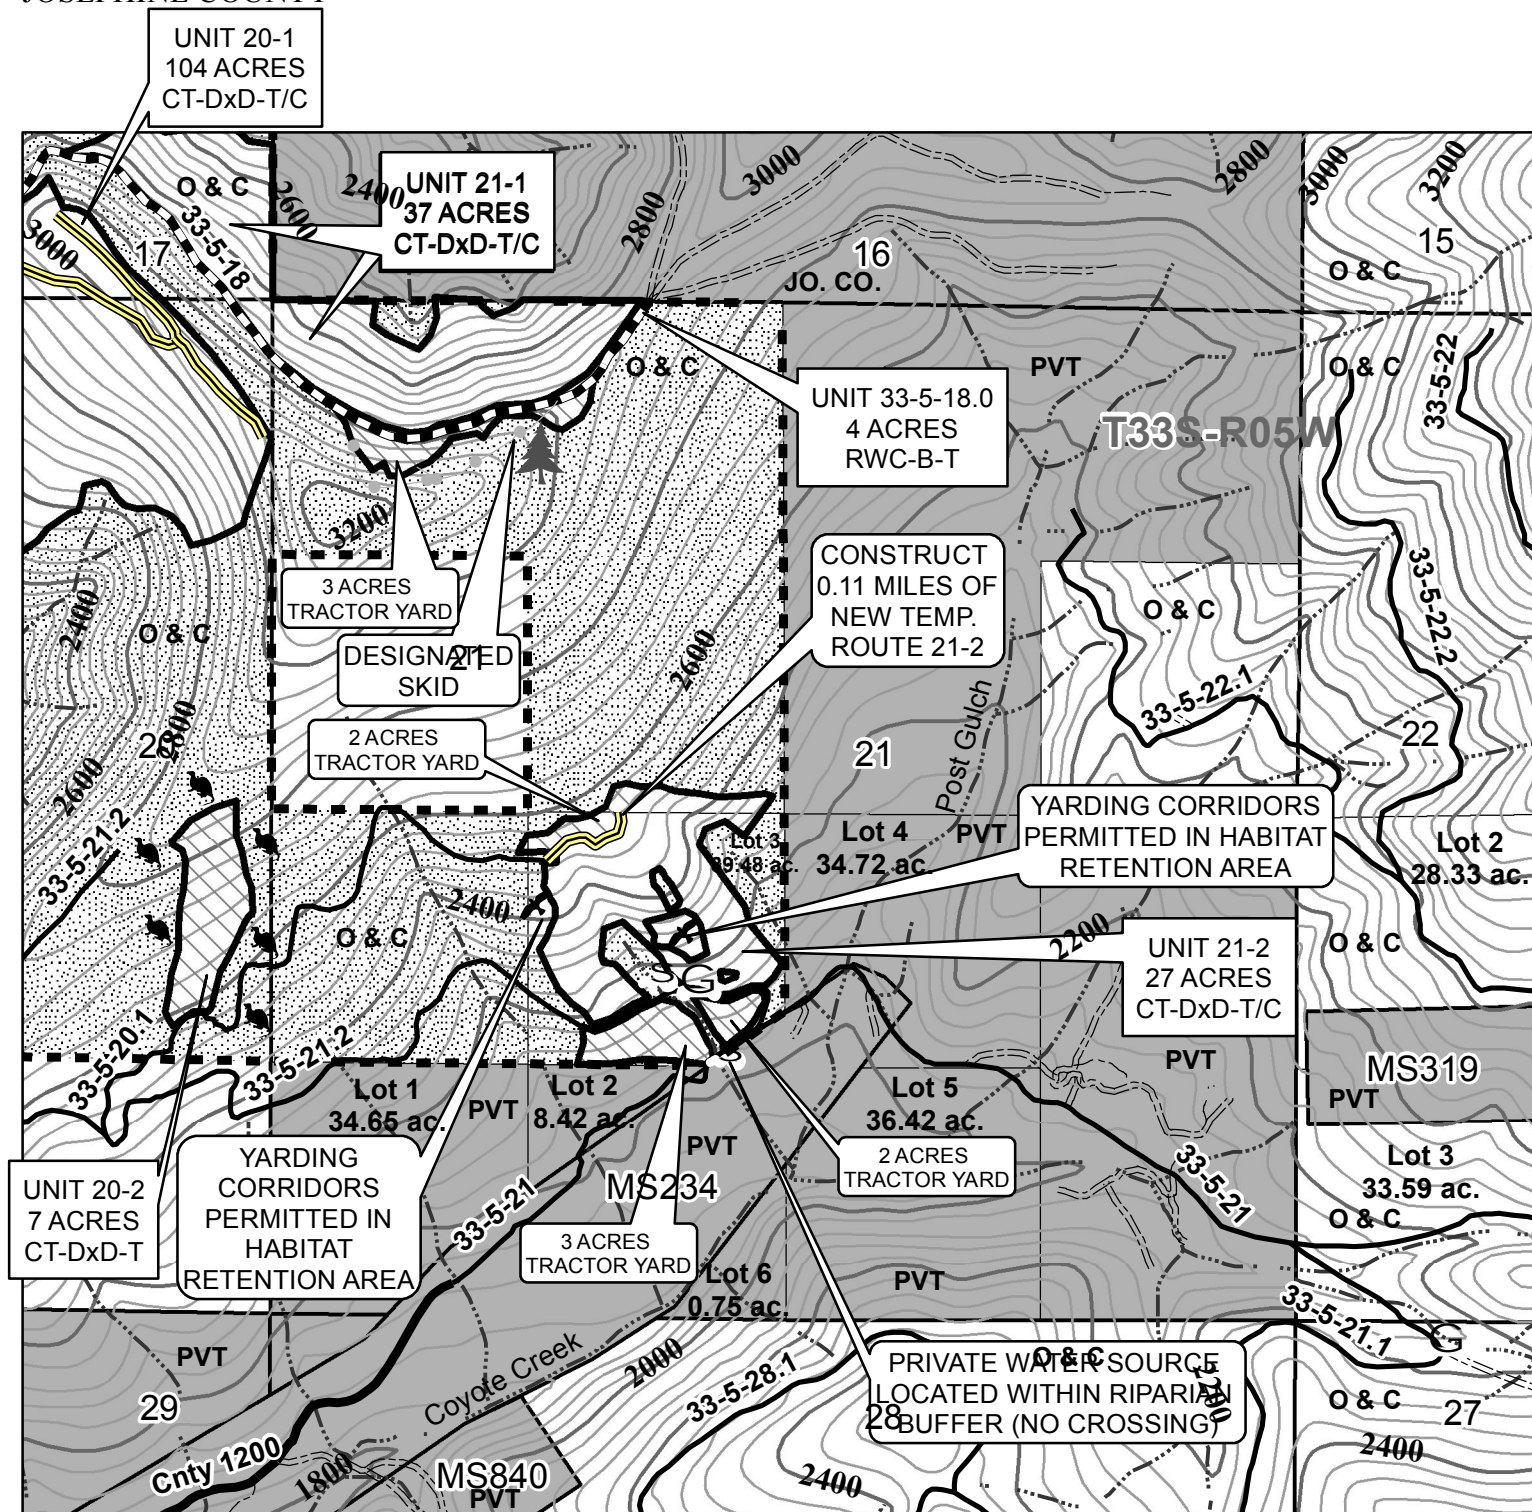 JOSEPHINE COUNTY
UNIT 20-1
104 ACRES
CT-DxD-T/C
O & C
2400
UNIT 21-1
37 ACRES
CT-DxD-T/C
2600
2800
3000
2800
3000
3200
15
O & C
3000
17
33-5-18
16
JO. CO.
O & C
PVT
O & C
33-5-22
UNIT 33-5-18.0
4 ACRES
RWC-B-T
T33S-R05W
3200
CONSTRUCT
0.11 MILES OF
NEW TEMP.
ROUTE 21-2
3 ACRES
TRACTOR YARD
2400
O & C
DESIGNATED
SKID
21
2600
O & C
33-5-22.2
33-5-22.1
2 ACRES
TRACTOR YARD
2800
2600
21
Post Gulch
22
YARDING CORRIDORS
PERMITTED IN HABITAT
RETENTION AREA
33-5-21.2
Lot 3
39.48 ac.
Lot 4
34.72 ac.
PVT
Lot 2
28.33 ac.
2400
O & C
2200
O & C
UNIT 21-2
27 ACRES
CT-DxD-T/C
S G
33-5-20.1
33-5-21.2
PVT
MS319
PVT
Lot 1
34.65 ac.
PVT
Lot 2
8.42 ac.
PVT
Lot 5
36.42 ac.
2 ACRES
TRACTOR YARD
33-5-21
Lot 3
33.59 ac.
O & C
UNIT 20-2
7 ACRES
CT-DxD-T
YARDING
CORRIDORS
PERMITTED IN
HABITAT
RETENTION AREA
33-5-21
MS234
3 ACRES
TRACTOR YARD
Lot 6
0.75 ac.
PVT
33-5-21.1
G
PVT
29
Coyote Creek
2000
33-5-28.1
PRIVATE WATER SOURCE
LOCATED WITHIN RIPARIAN
BUFFER (NO CROSSING)
O & C
2200
28
O & C
27
2400
Cnty 1200
1800
MS840
PVT
2400